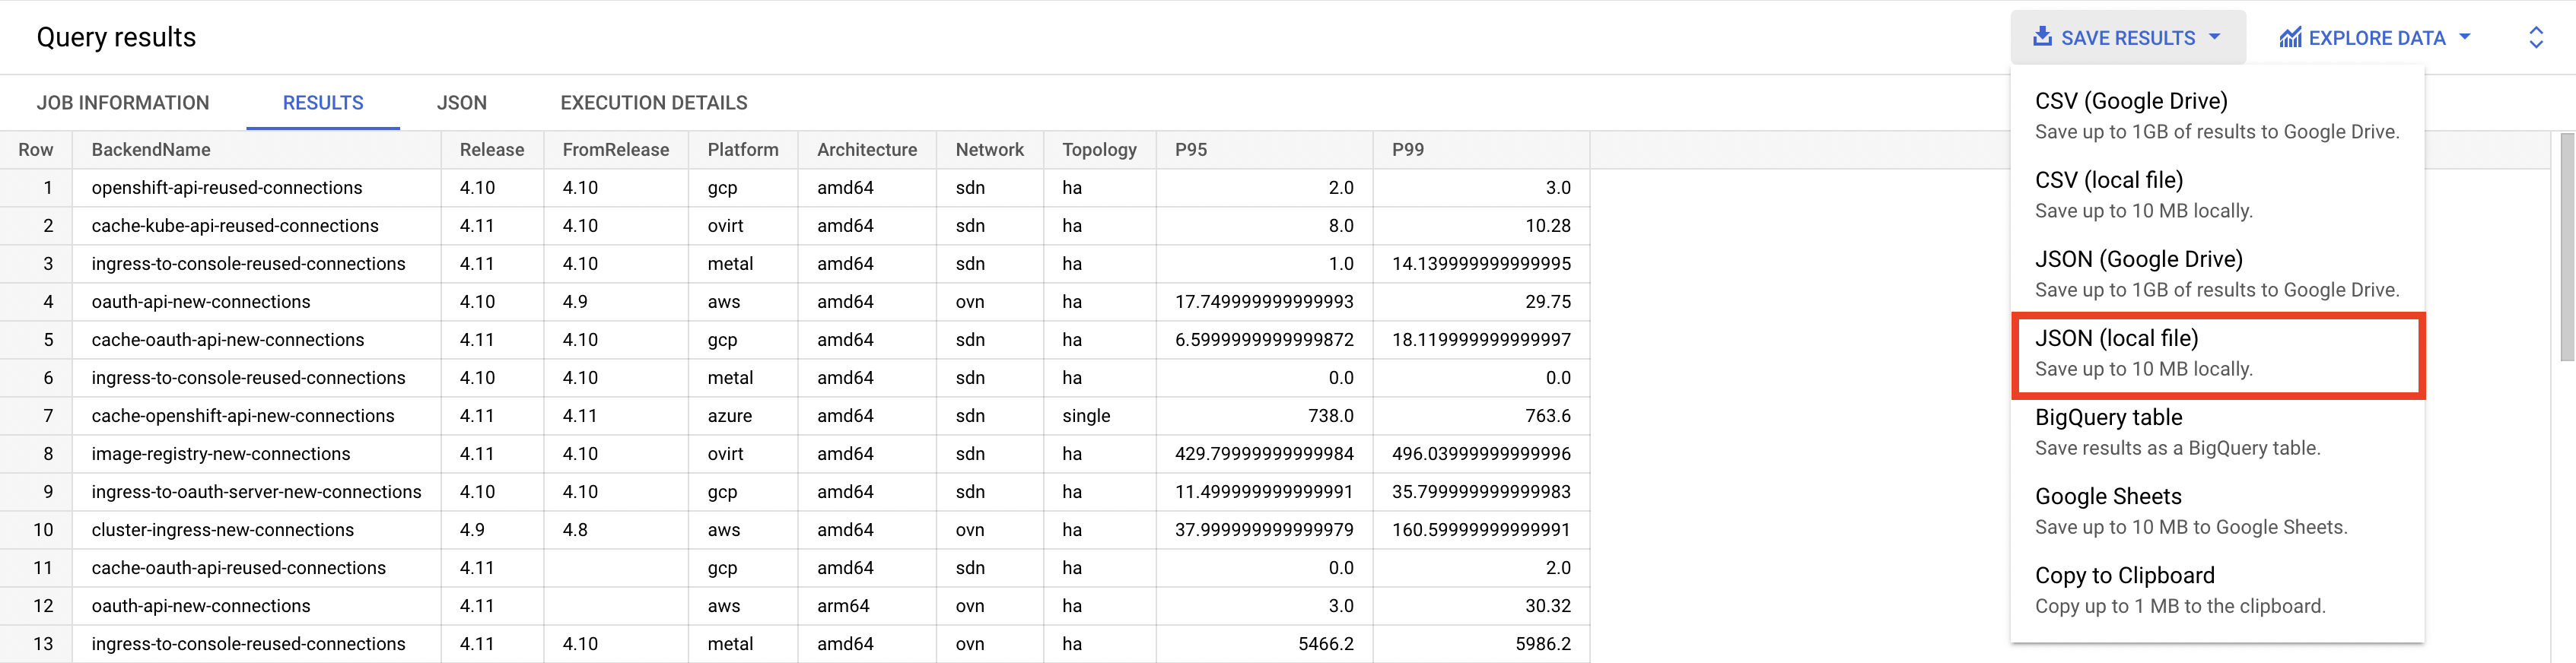 Query results
SAVE RESULTS
EXPLORE DATA
JOB INFORMATION RESULTS JSON EXECUTION DETAILS
Row BackendName Release FromRelease Platform Architecture Network Topology P95 P99
1 openshift-api-reused-connections 4.10 4.10 gcp amd64 sdn ha 2.0 3.0
2 cache-kube-api-reused-connections 4.11 4.10 ovirt amd64 sdn ha 8.0 10.28
3 ingress-to-console-reused-connections 4.11 4.10 metal amd64 sdn ha 1.0 14.139999999999995
4 oauth-api-new-connections 4.10 4.9 aws amd64 ovn ha 17.749999999999993 29.75
5 cache-oauth-api-new-connections 4.11 4.10 gcp amd64 sdn ha 6.5999999999999872 18.119999999999997
6 ingress-to-console-reused-connections 4.10 4.10 metal amd64 sdn ha 0.0 0.0
7 cache-openshift-api-new-connections 4.11 4.11 azure amd64 sdn single 738.0 763.6
8 image-registry-new-connections 4.11 4.10 ovirt amd64 sdn ha 429.79999999999984 496.03999999999996
9 ingress-to-oauth-server-new-connections 4.10 4.10 gcp amd64 sdn ha 11.499999999999991 35.799999999999983
10 cluster-ingress-new-connections 4.9 4.8 aws amd64 ovn ha 37.999999999999979 160.59999999999991
11 cache-oauth-api-reused-connections 4.11 gcp amd64 sdn ha 0.0 2.0
12 oauth-api-new-connections 4.11 aws arm64 ovn ha 3.0 30.32
13 ingress-to-console-reused-connections 4.11 4.10 metal amd64 ovn ha 5466.2 5986.2
CSV (Google Drive)
Save up to 1GB of results to Google Drive.
CSV (local file)
Save up to 10 MB locally.
JSON (Google Drive)
Save up to 1GB of results to Google Drive.
JSON (local file)
Save up to 10 MB locally.
BigQuery table
Save results as a BigQuery table.
Google Sheets
Save up to 10 MB to Google Sheets.
Copy to Clipboard
Copy up to 1 MB to the clipboard.